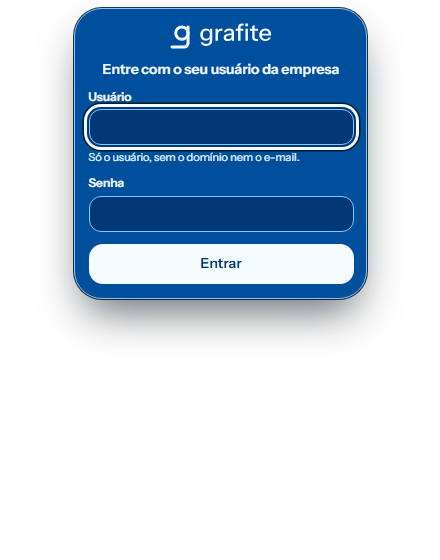 grafite
Entre com o seu usuário da empresa
Usuário
Só o usuário, sem o domínio nem o e-mail.
Senha
Entrar